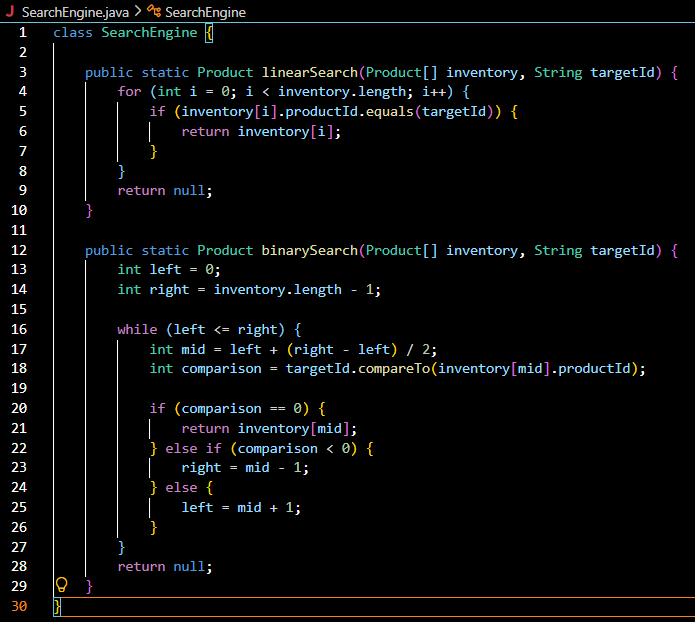 J SearchEngine.java > SearchEngine
1 class SearchEngine {
2
3     public static Product linearSearch(Product[] inventory, String targetId) {
4         for (int i = 0; i < inventory.length; i++) {
5             if (inventory[i].productId.equals(targetId)) {
6                 return inventory[i];
7             }
8         }
9         return null;
10     }
11
12     public static Product binarySearch(Product[] inventory, String targetId) {
13         int left = 0;
14         int right = inventory.length - 1;
15
16         while (left <= right) {
17             int mid = left + (right - left) / 2;
18             int comparison = targetId.compareTo(inventory[mid].productId);
19
20             if (comparison == 0) {
21                 return inventory[mid];
22             } else if (comparison < 0) {
23                 right = mid - 1;
24             } else {
25                 left = mid + 1;
26             }
27         }
28         return null;
29     }
30 }